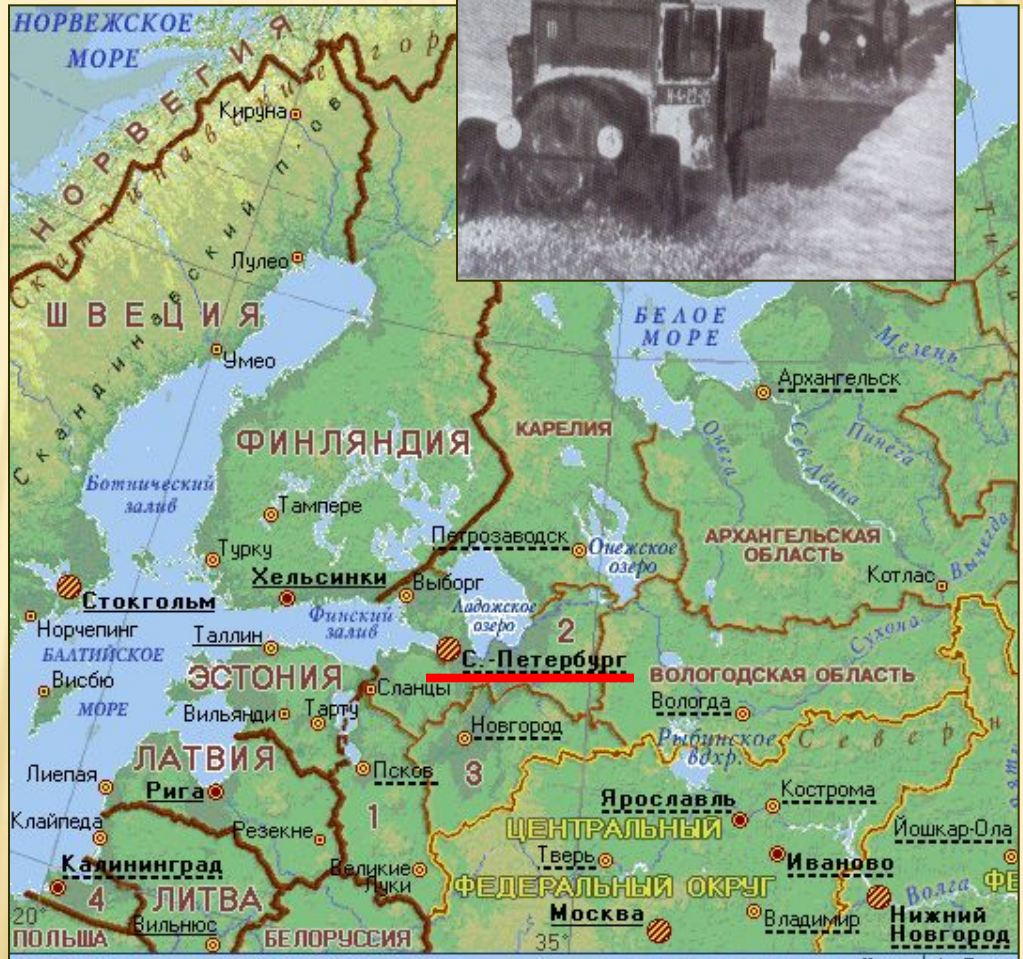 НОРВЕЖСКОЕ
МОРЕ
НОРВЕГИЯ
Кируна
Скандинавский п-ов
Лулео
ШВЕЦИЯ
Умео
БЕЛОЕ
МОРЕ
Мезень
Архангельск
ФИНЛЯНДИЯ
КАРЕЛИЯ
Онега
Сев. Двина
Пинега
Ботнический
залив
Тампере
Петрозаводск
Онежское
озеро
АРХАНГЕЛЬСКАЯ
ОБЛАСТЬ
Вычегда
Турку
Хельсинки
Выборг
Котлас
Стокгольм
Финский
залив
Ладожское
озеро
2
Сухона
Норчепинг
Таллин
С.-Петербург
БАЛТИЙСКОЕ
МОРЕ
ЭСТОНИЯ
Сланцы
ВОЛОГОДСКАЯ ОБЛАСТЬ
Висбю
Вильянди
Тарту
Новгород
Вологда
Рыбинское
вдхр.
Север
ЛАТВИЯ
Псков
3
Лиепая
Рига
Ярославль
Кострома
1
Клайпеда
Резекне
ЦЕНТРАЛЬНЫЙ
ФЕДЕРАЛЬНЫЙ ОКРУГ
Йошкар-Ола
Калининград
Великие
Луки
Тверь
Иваново
4
ЛИТВА
Москва
Владимир
Волга
ФЕ
Нижний
Новгород
20°
ПОЛЬША
Вильнюс
БЕЛОРУССИЯ
35°